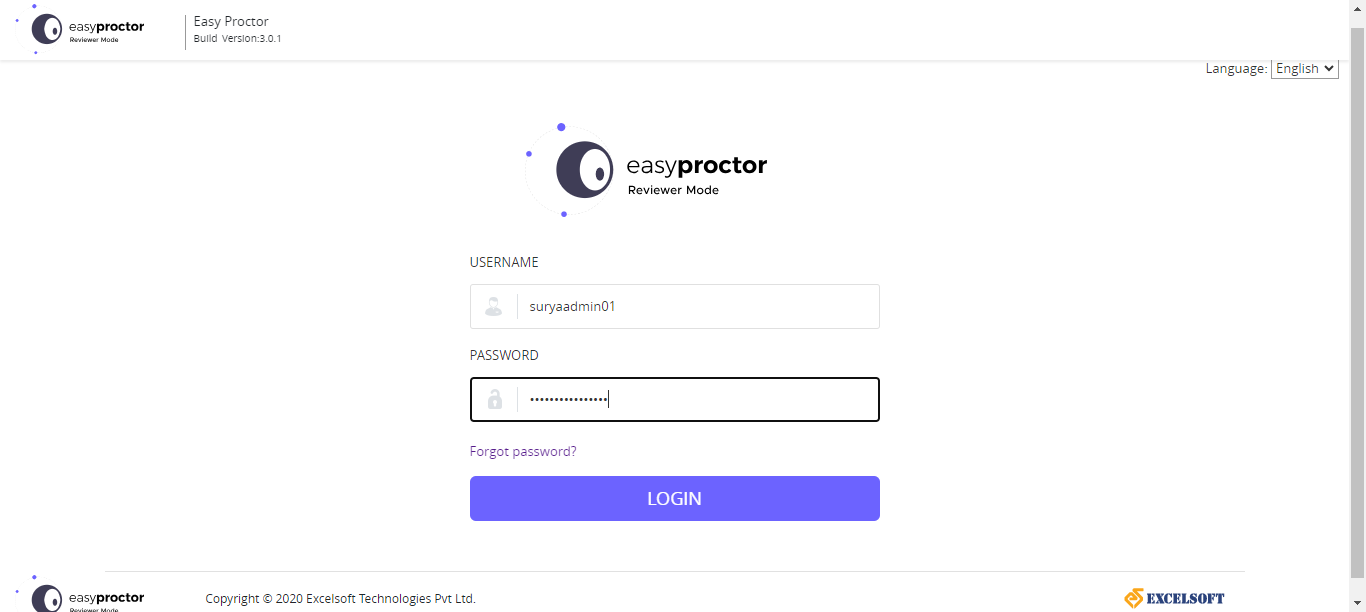 easyproctor
Reviewer Mode
Easy Proctor
Build Version:3.0.1
Language: English
easyproctor
Reviewer Mode
USERNAME
suryaadmin01
PASSWORD
••••••••••••••••
Forgot password?
LOGIN
easyproctor
Reviewer Mode
Copyright © 2020 Excelsoft Technologies Pvt Ltd.
EXCELSOFT